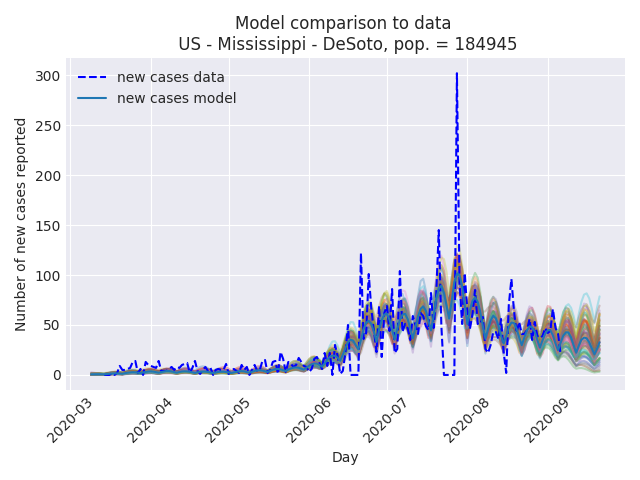 Model comparison to data
US - Mississippi - DeSoto, pop. = 184945
new cases data
new cases model
Number of new cases reported
300
250
200
150
100
50
0
2020-03
2020-04
2020-05
2020-06
2020-07
2020-08
2020-09
Day